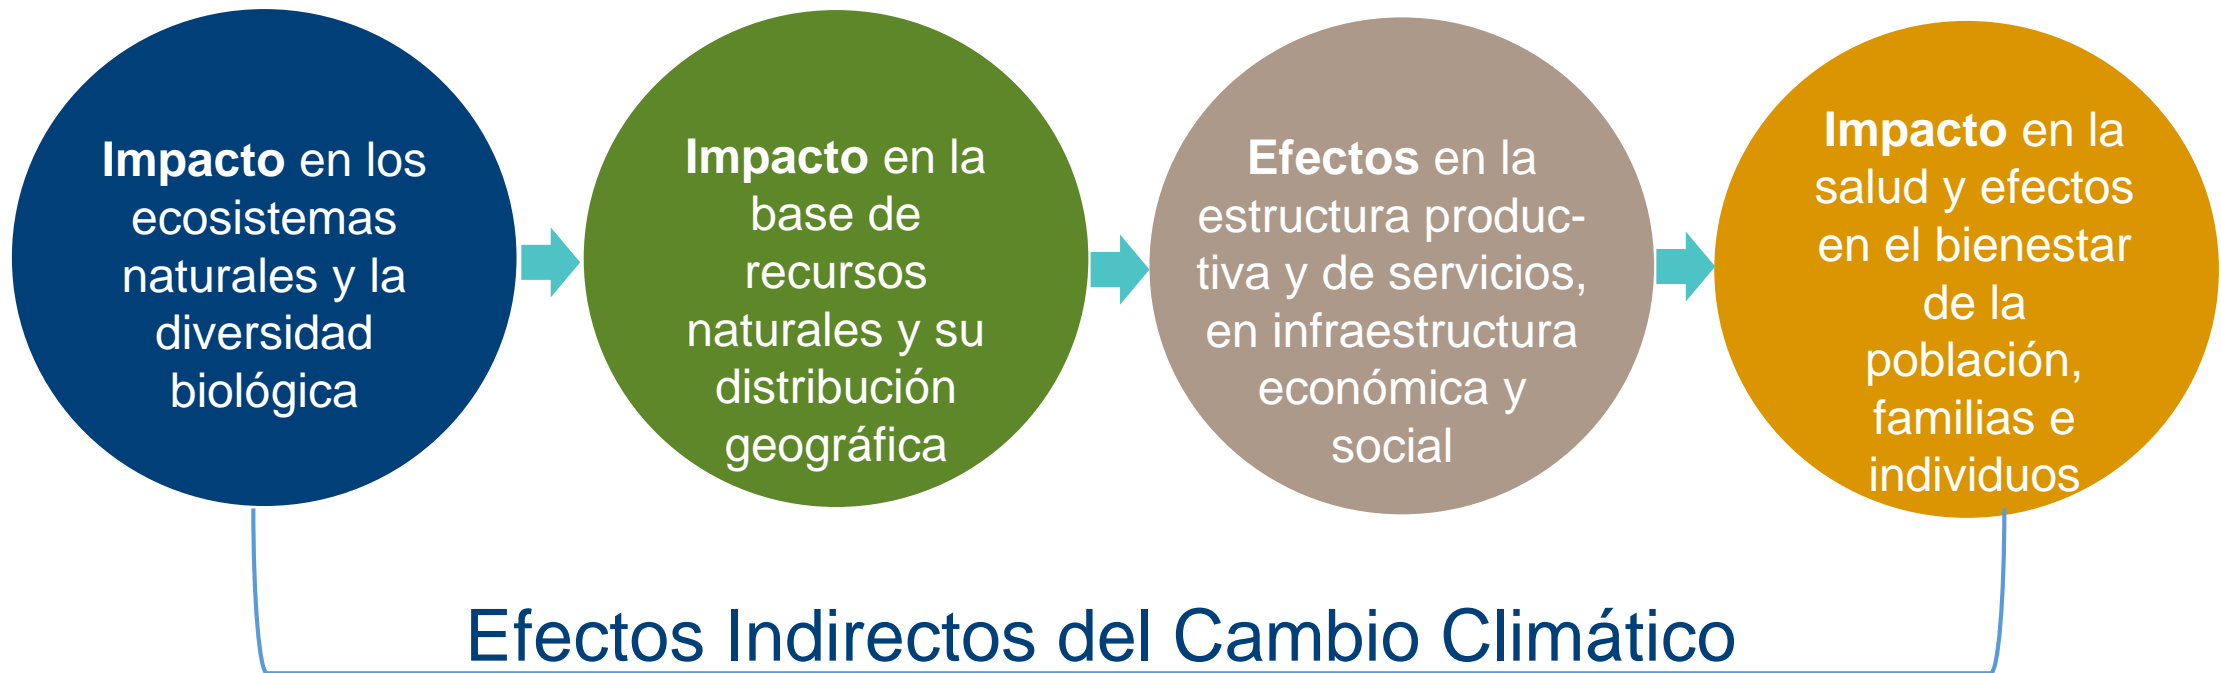 Impacto en los
ecosistemas
naturales y la
diversidad
biológica
Impacto en la
base de
recursos
naturales y su
distribución
geográfica
Efectos en la
estructura produc-
tiva y de servicios,
en infraestructura
económica y
social
Impacto en la
salud y efectos
en el bienestar
de la
población,
familias e
individuos
Efectos Indirectos del Cambio Climático